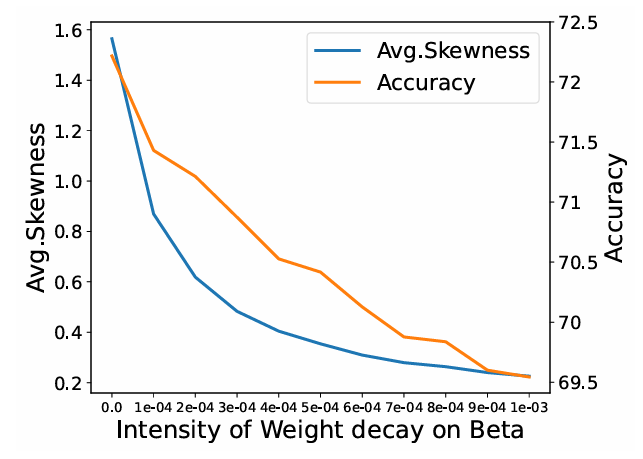 Avg.Skewness
Accuracy
1.6
1.4
1.2
1.0
0.8
0.6
0.4
0.2
Avg.Skewness
72.5
72
71.5
71
70.5
70
69.5
Accuracy
0.0 1e-04 2e-04 3e-04 4e-04 5e-04 6e-04 7e-04 8e-04 9e-04 1e-03
Intensity of Weight decay on Beta